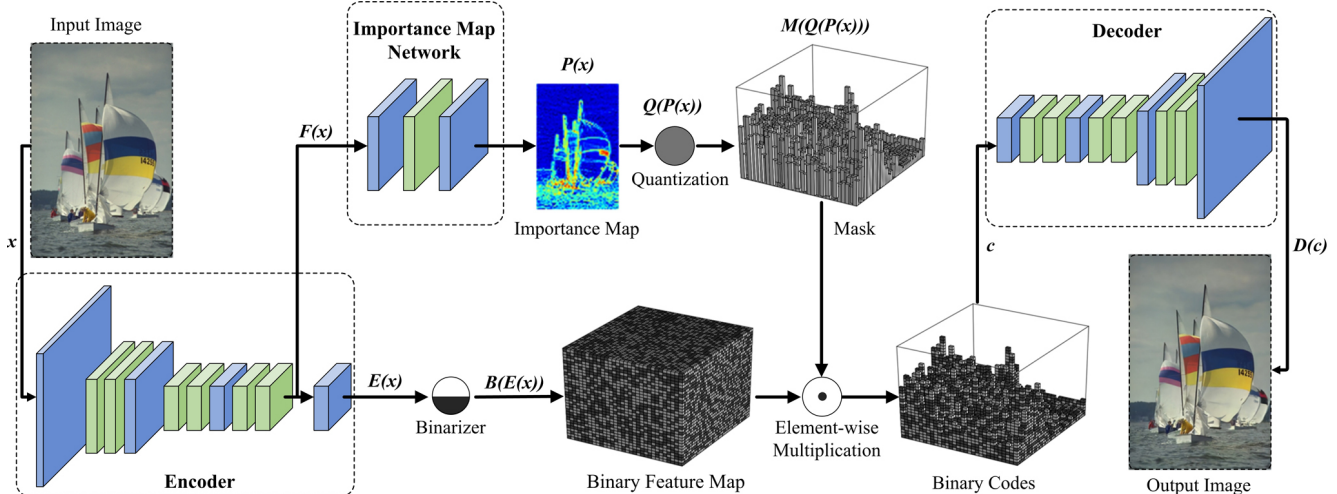 Input Image
Importance Map
Network
P(x)
Q(P(x))
M(Q(P(x)))
Decoder
F(x)
Quantization
Importance Map
Mask
x
c
D(c)
E(x)
B(E(x))
Binarizer
Element-wise
Multiplication
Encoder
Binary Feature Map
Binary Codes
Output Image